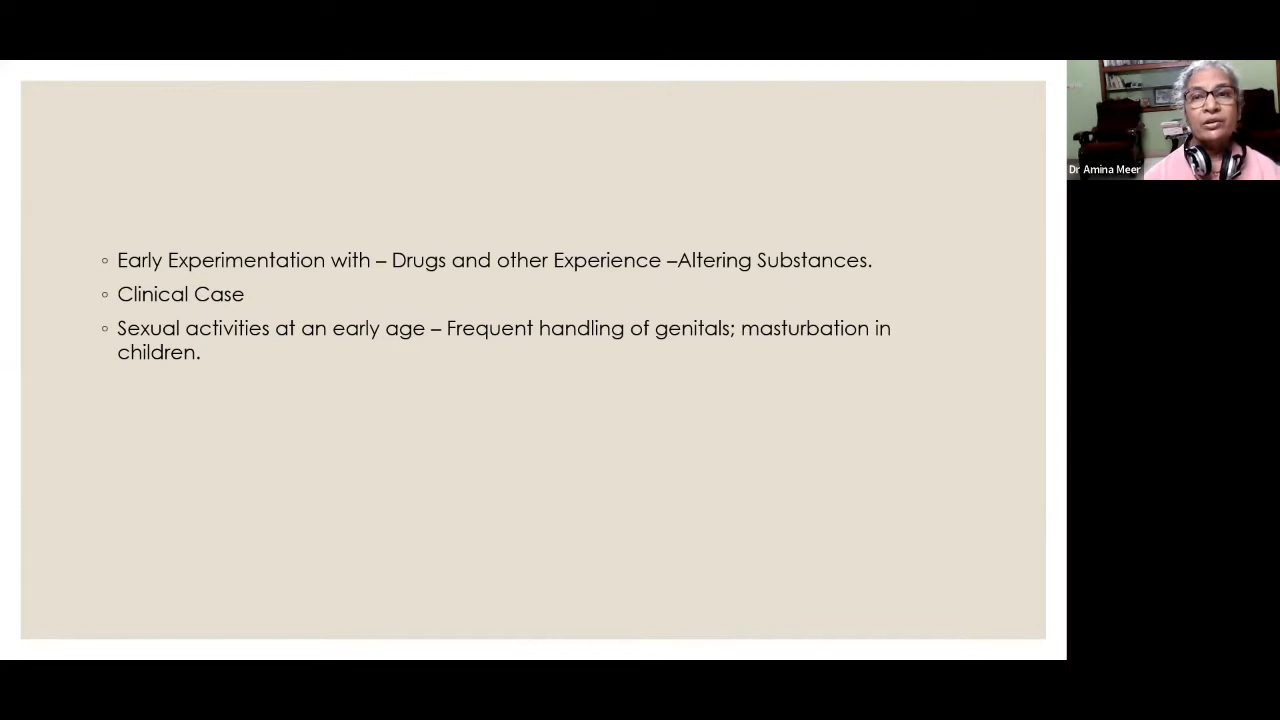 ◦ Early Experimentation with – Drugs and other Experience –Altering Substances.
◦ Clinical Case
◦ Sexual activities at an early age – Frequent handling of genitals; masturbation in
children.
Dr Amina Meer